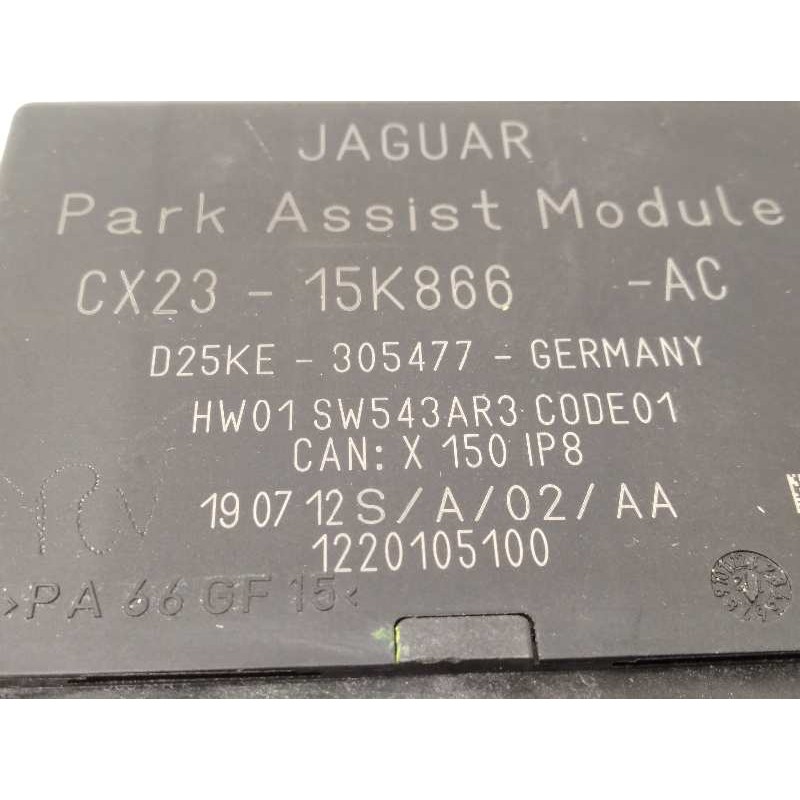 JAGUAR
Park Assist Module
CX23 - 15K866 -AC
D25KE - 305477 - GERMANY
HW01 SW543AR3 CODE01
CAN: X 150 IP8
19 07 12 S/A/02/AA
1220105100
>PA 66 GF 15<